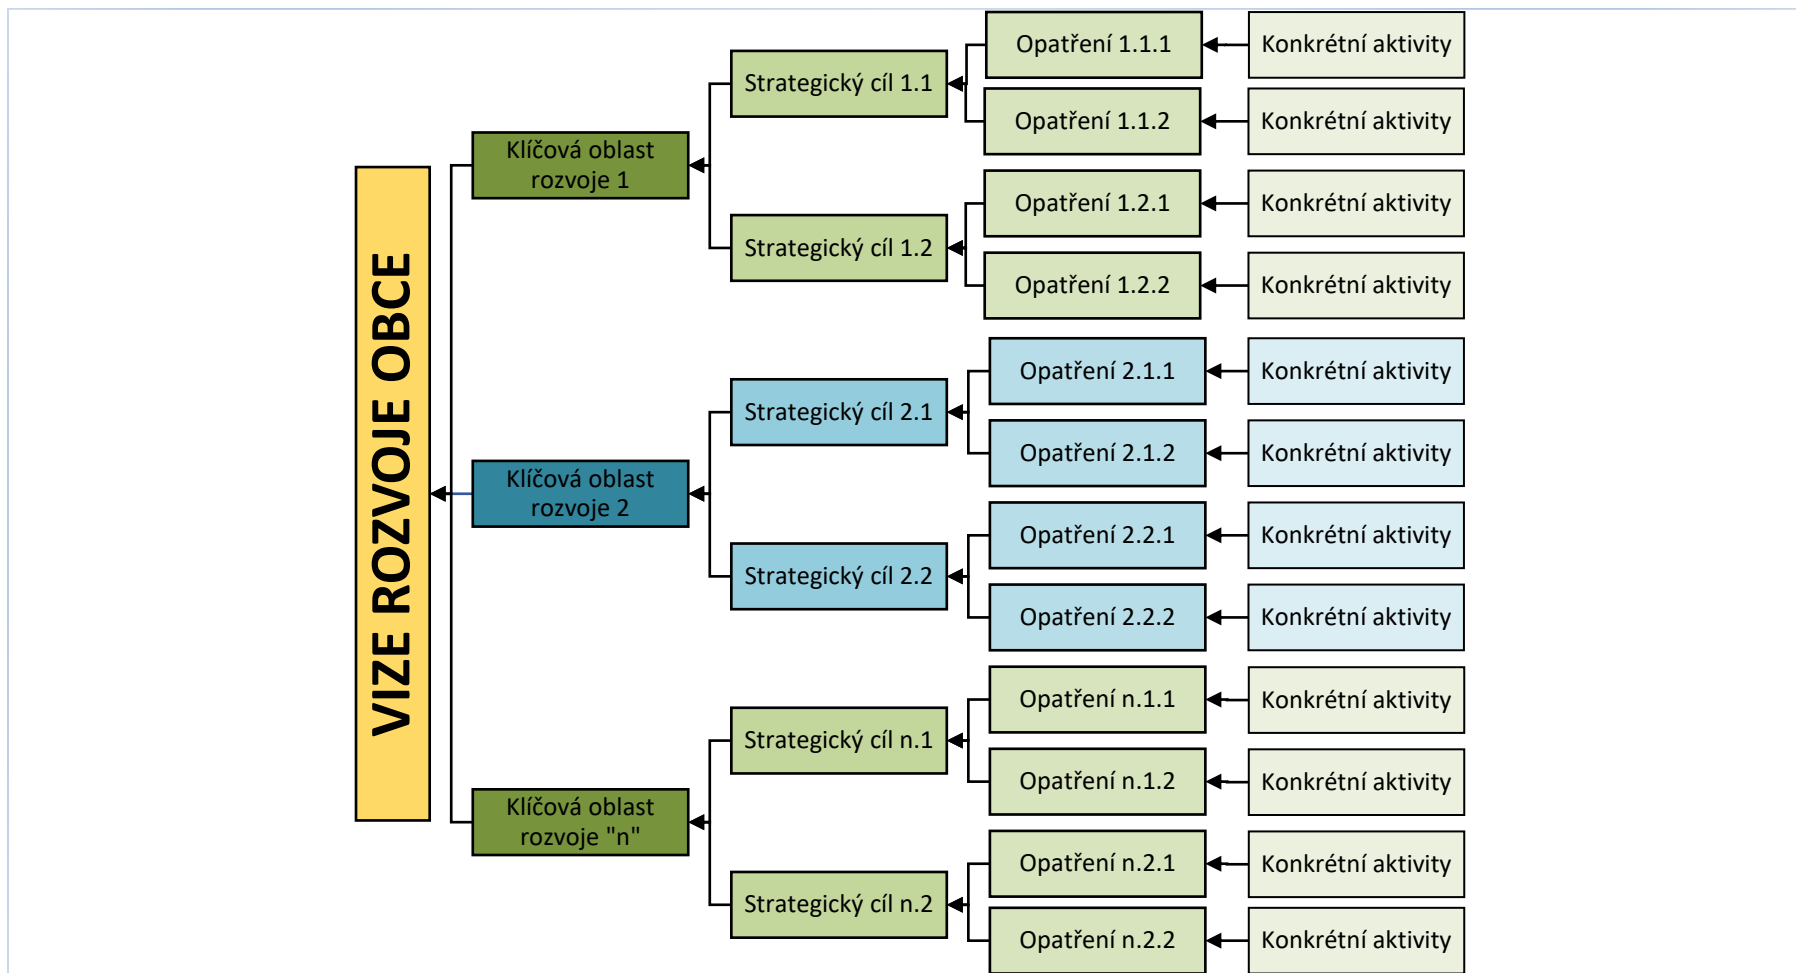 VIZE ROZVOJE OBCE
Klíčová oblast
rozvoje 1
Strategický cíl 1.1
Opatření 1.1.1
Konkrétní aktivity
Opatření 1.1.2
Konkrétní aktivity
Strategický cíl 1.2
Opatření 1.2.1
Konkrétní aktivity
Opatření 1.2.2
Konkrétní aktivity
Klíčová oblast
rozvoje 2
Strategický cíl 2.1
Opatření 2.1.1
Konkrétní aktivity
Opatření 2.1.2
Konkrétní aktivity
Strategický cíl 2.2
Opatření 2.2.1
Konkrétní aktivity
Opatření 2.2.2
Konkrétní aktivity
Klíčová oblast
rozvoje "n"
Strategický cíl n.1
Opatření n.1.1
Konkrétní aktivity
Opatření n.1.2
Konkrétní aktivity
Strategický cíl n.2
Opatření n.2.1
Konkrétní aktivity
Opatření n.2.2
Konkrétní aktivity